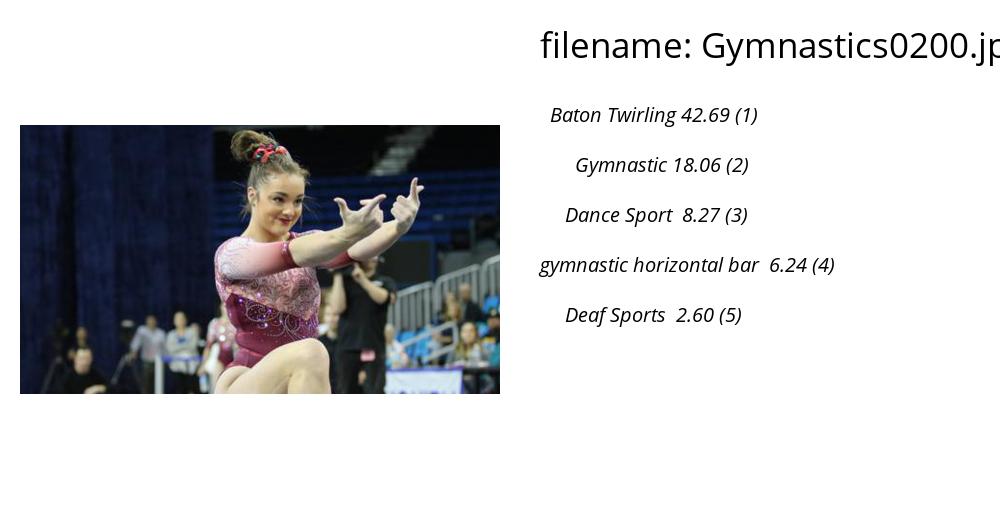 filename: Gymnastics0200.jp
Baton Twirling 42.69 (1)
Gymnastic 18.06 (2)
Dance Sport 8.27 (3)
gymnastic horizontal bar 6.24 (4)
Deaf Sports 2.60 (5)